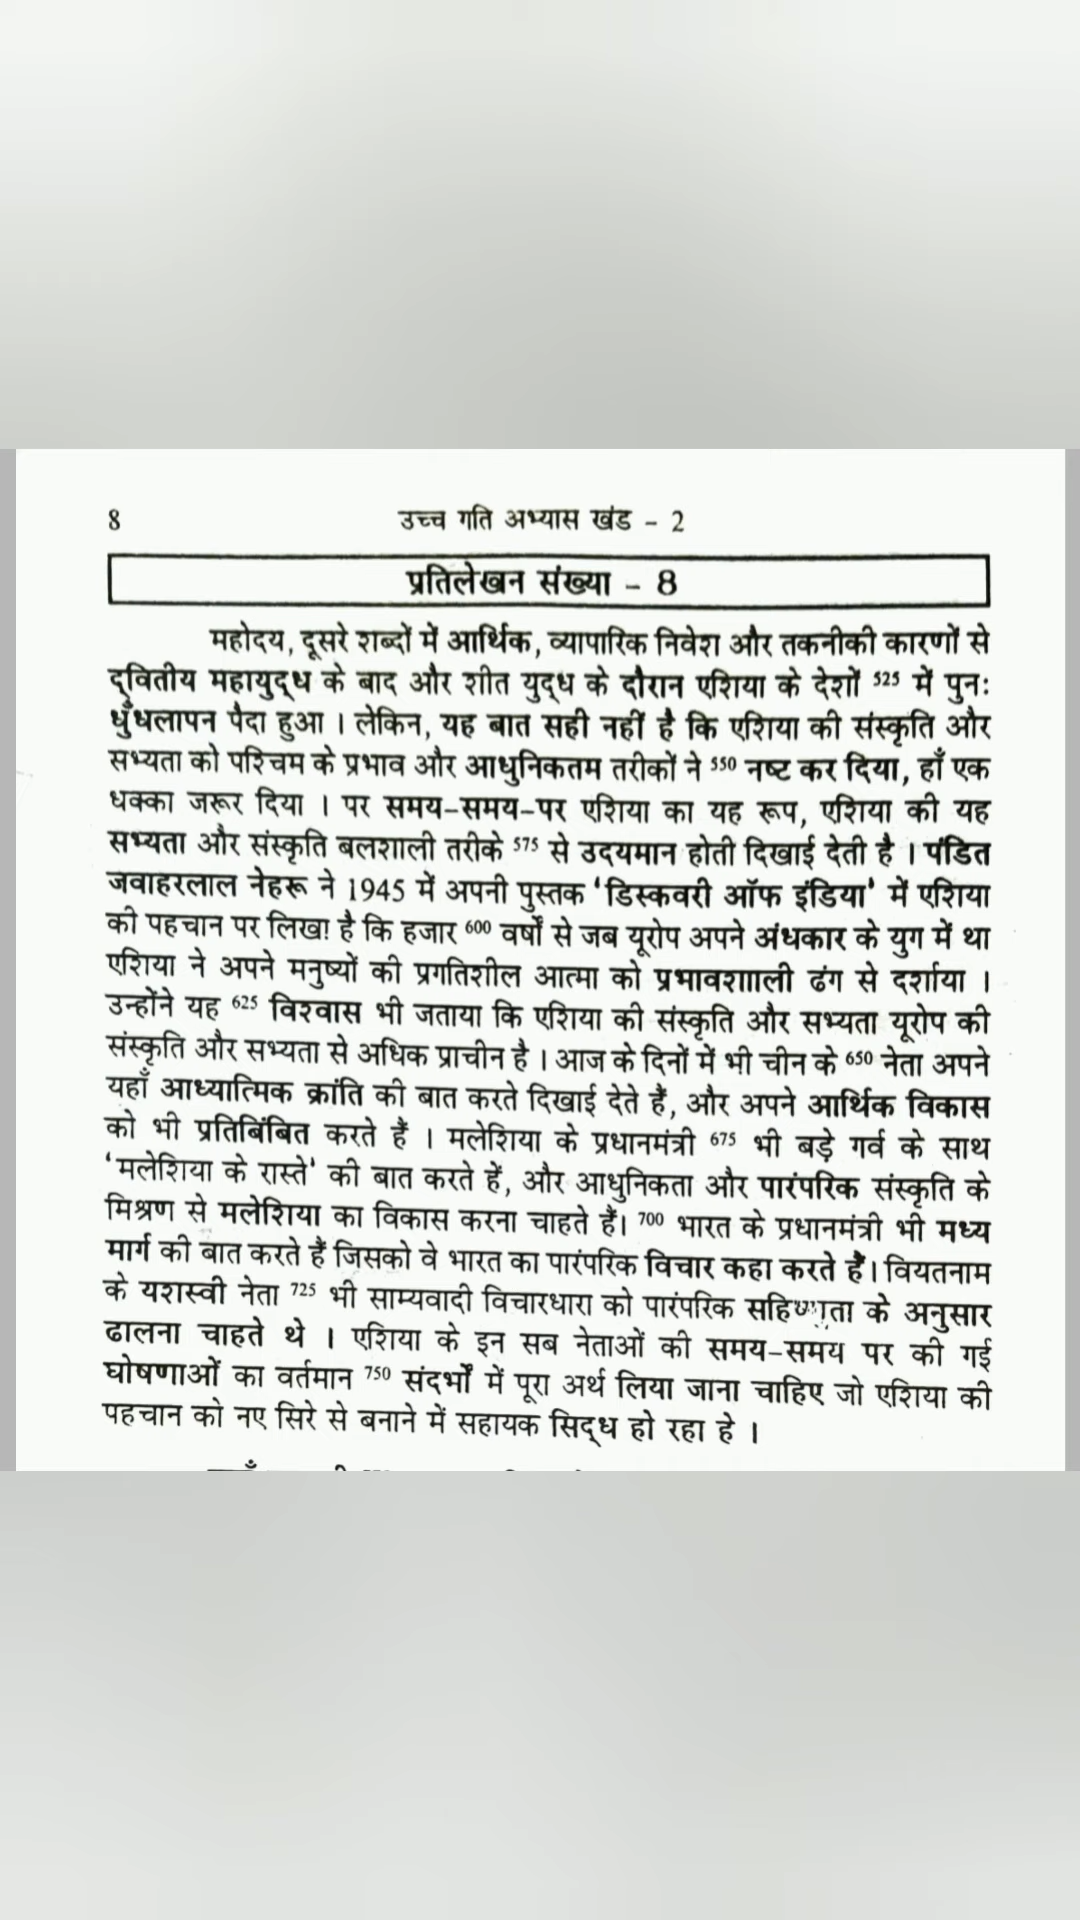 8 उच्च गति अभ्यास खंड - 2
प्रतिलेखन संख्या - 8
महोदय, दूसरे शब्दों में आर्थिक, व्यापारिक निवेश और तकनीकी कारणों से
द्वितीय महायुद्ध के बाद और शीत युद्ध के दौरान एशिया के देशों 525 में पुनः
धुँधलापन पैदा हुआ । लेकिन, यह बात सही नहीं है कि एशिया की संस्कृति और
सभ्यता को पश्चिम के प्रभाव और आधुनिकतम तरीकों ने 550 नष्ट कर दिया, हाँ एक
धक्का जरूर दिया । पर समय-समय-पर एशिया का यह रूप, एशिया की यह
सभ्यता और संस्कृति बलशाली तरीके 575 से उदयमान होती दिखाई देती है । पंडित
जवाहरलाल नेहरू ने 1945 में अपनी पुस्तक ‘डिस्कवरी ऑफ इंडिया’ में एशिया
की पहचान पर लिखा है कि हजार 600 वर्षों से जब यूरोप अपने अंधकार के युग में था
एशिया ने अपने मनुष्यों की प्रगतिशील आत्मा को प्रभावशााली ढंग से दर्शाया ।
उन्होंने यह 625 विश्वास भी जताया कि एशिया की संस्कृति और सभ्यता यूरोप की
संस्कृति और सभ्यता से अधिक प्राचीन है । आज के दिनों में भी चीन के 650 नेता अपने
यहाँ आध्यात्मिक क्रांति की बात करते दिखाई देते हैं, और अपने आर्थिक विकास
को भी प्रतिबिंबित करते हैं । मलेशिया के प्रधानमंत्री 675 भी बड़े गर्व के साथ
‘मलेशिया के रास्ते’ की बात करते हें, और आधुनिकता और पारंपरिक संस्कृति के
मिश्रण से मलेशिया का विकास करना चाहते हैं। 700 भारत के प्रधानमंत्री भी मध्य
मार्ग की बात करते हैं जिसको वे भारत का पारंपरिक विचार कहा करते हैं। वियतनाम
के यशस्वी नेता 725 भी साम्यवादी विचारधारा को पारंपरिक के अनुसार
ढालना चाहते थे । एशिया के इन सब नेताओं की समय-समय पर की गई
घोषणाओं का वर्तमान 750 संदर्भों में पूरा अर्थ लिया जाना चाहिए जो एशिया की
पहचान को नए सिरे से बनाने में सहायक सिद्ध हो रहा हे ।